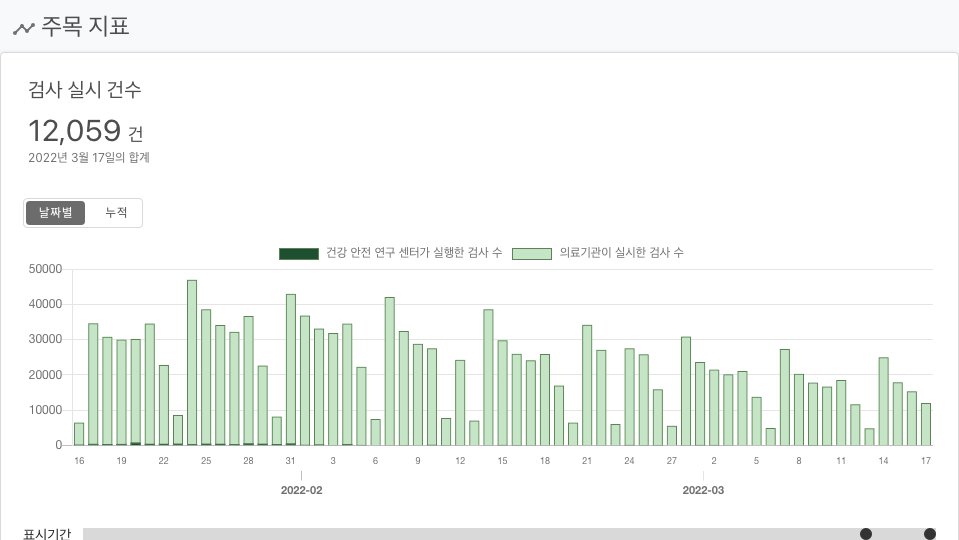 주목 지표
검사 실시 건수
12,059 건
2022년 3월 17일의 합계
날짜별 누적
건강 안전 연구 센터가 실행한 검사 수 의료기관이 실시한 검사 수
50000
40000
30000
20000
10000
0
16 19 22 25 28 31 3 6 9 12 15 18 21 24 27 2 5 8 11 14 17
2022-02 2022-03
표시기간